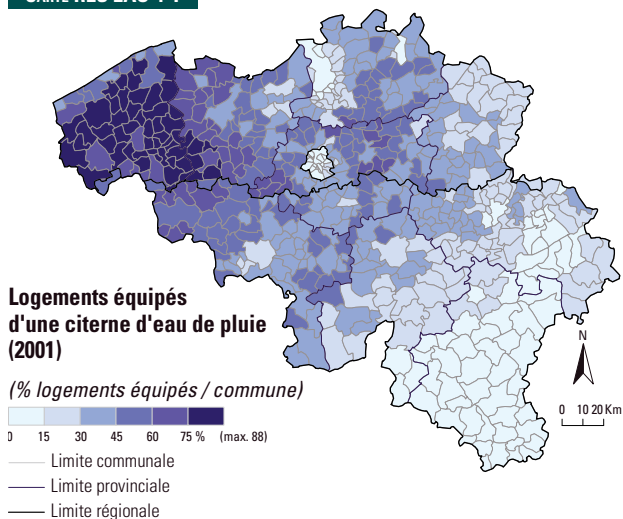 Logements équipés
d'une citerne d'eau de pluie
(2001)
(% logements équipés / commune)
0 15 30 45 60 75 % (max. 88)
Limite communale
Limite provinciale
Limite régionale
N
0 10 20 Km